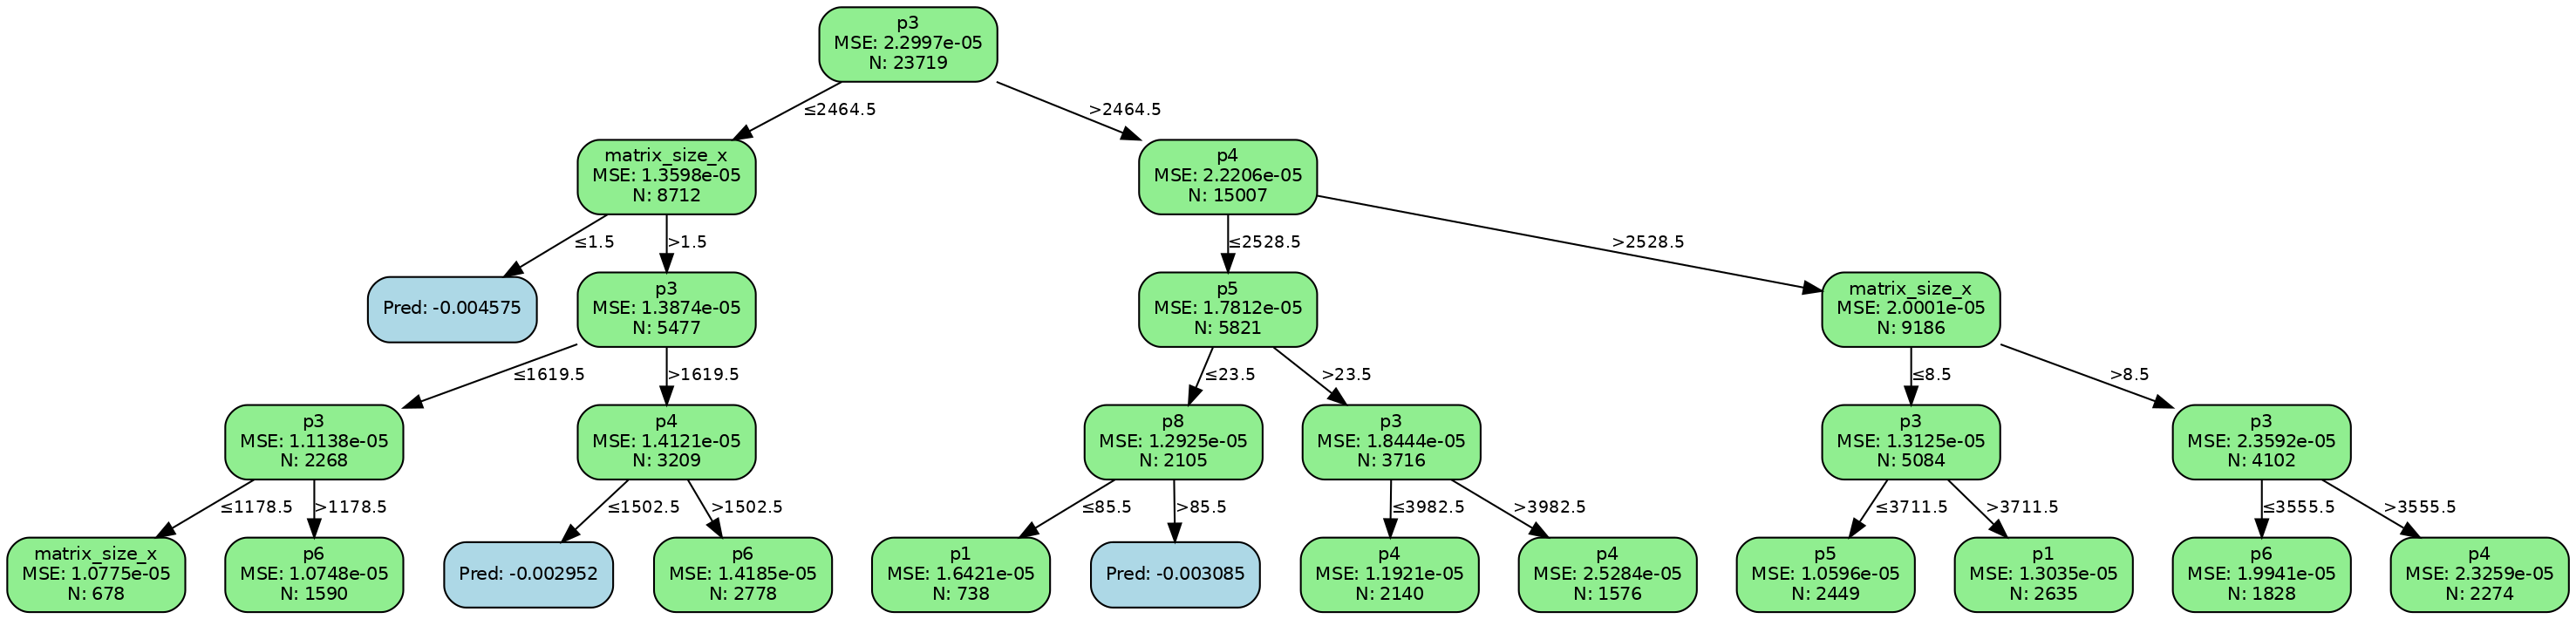 p3
MSE: 2.2997e-05
N: 23719
≤2464.5
>2464.5
matrix_size_x
MSE: 1.3598e-05
N: 8712
p4
MSE: 2.2206e-05
N: 15007
≤1.5
>1.5
≤2528.5
>2528.5
Pred: -0.004575
p3
MSE: 1.3874e-05
N: 5477
p5
MSE: 1.7812e-05
N: 5821
matrix_size_x
MSE: 2.0001e-05
N: 9186
≤1619.5
>1619.5
≤23.5
>23.5
≤8.5
>8.5
p3
MSE: 1.1138e-05
N: 2268
p4
MSE: 1.4121e-05
N: 3209
p8
MSE: 1.2925e-05
N: 2105
p3
MSE: 1.8444e-05
N: 3716
p3
MSE: 1.3125e-05
N: 5084
p3
MSE: 2.3592e-05
N: 4102
≤1178.5
>1178.5
≤1502.5
>1502.5
≤85.5
>85.5
≤3982.5
>3982.5
≤3711.5
>3711.5
≤3555.5
>3555.5
matrix_size_x
MSE: 1.0775e-05
N: 678
p6
MSE: 1.0748e-05
N: 1590
Pred: -0.002952
p6
MSE: 1.4185e-05
N: 2778
p1
MSE: 1.6421e-05
N: 738
Pred: -0.003085
p4
MSE: 1.1921e-05
N: 2140
p4
MSE: 2.5284e-05
N: 1576
p5
MSE: 1.0596e-05
N: 2449
p1
MSE: 1.3035e-05
N: 2635
p6
MSE: 1.9941e-05
N: 1828
p4
MSE: 2.3259e-05
N: 2274